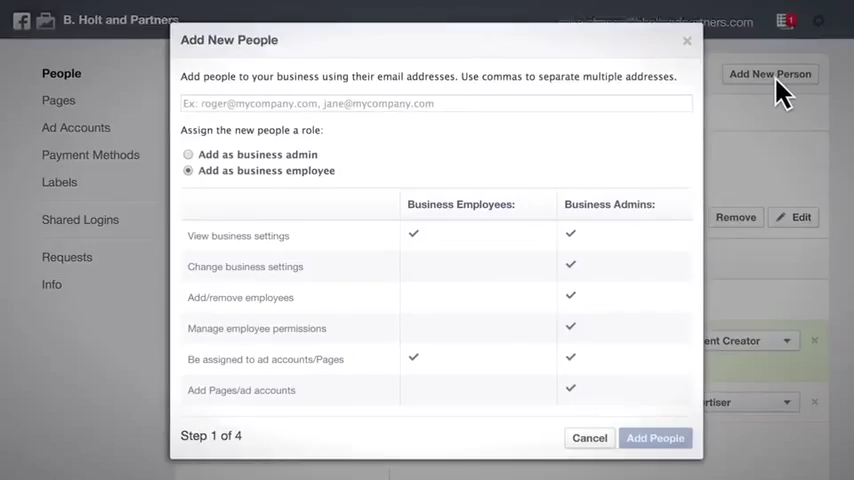 B. Holt and Partners
People
Pages
Ad Accounts
Payment Methods
Labels
Shared Logins
Requests
Info
Add New Person
1
Remove
Edit
Add New People
Add people to your business using their email addresses. Use commas to separate multiple addresses.
Ex: roger@mycompany.com, jane@mycompany.com
Assign the new people a role:
Add as business admin
Add as business employee
Business Employees: Business Admins:
View business settings
Change business settings
Add/remove employees
Manage employee permissions
Be assigned to ad accounts/Pages
Add Pages/ad accounts
Step 1 of 4
Cancel
Add People